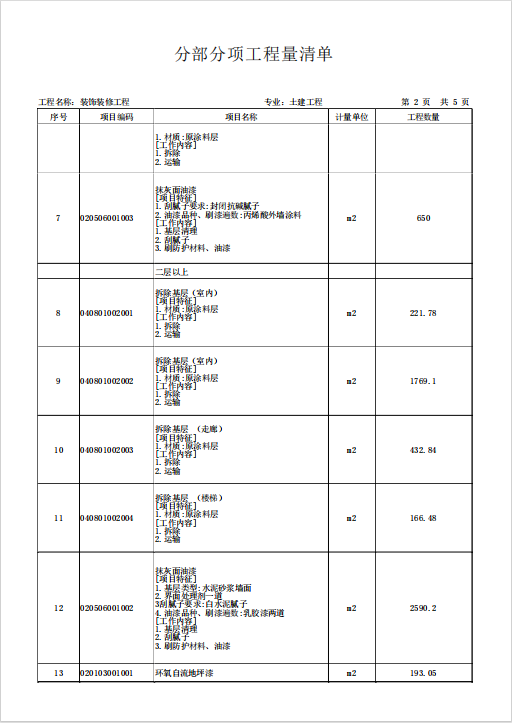 分部分项工程量清单
工程名称：装饰装修工程 专业：土建工程 第 2 页 共 5 页
序号 项目编码 项目名称 计量单位 工程数量
1.材质:原涂料层
[工作内容]
1.拆除
2.运输
抹灰面油漆
[项目特征]
1.刮腻子要求:封闭抗碱腻子
2.油漆品种、刷漆遍数:丙烯酸外墙涂料
7 020506001003 m2 650
[工作内容]
1.基层清理
2.刮腻子
3.刷防护材料、油漆
二层以上
拆除基层（室内）
[项目特征]
1.材质:原涂料层
8 040801002001 m2 221.78
[工作内容]
1.拆除
2.运输
拆除基层（室内）
[项目特征]
1.材质:原涂料层
9 040801002002 m2 1769.1
[工作内容]
1.拆除
2.运输
拆除基层 （走廊）
[项目特征]
1.材质:原涂料层
10 040801002003 m2 432.84
[工作内容]
1.拆除
2.运输
拆除基层 （楼梯）
[项目特征]
1.材质:原涂料层
11 040801002004 m2 166.48
[工作内容]
1.拆除
2.运输
抹灰面油漆
[项目特征]
1.基层类型:水泥砂浆墙面
2.界面处理剂一道
3刮腻子要求:白水泥腻子
12 020506001002 m2 2590.2
4.油漆品种、刷漆遍数:乳胶漆两道
[工作内容]
1.基层清理
2.刮腻子
3.刷防护材料、油漆
13 020103001001 环氧自流地坪漆 m2 193.05